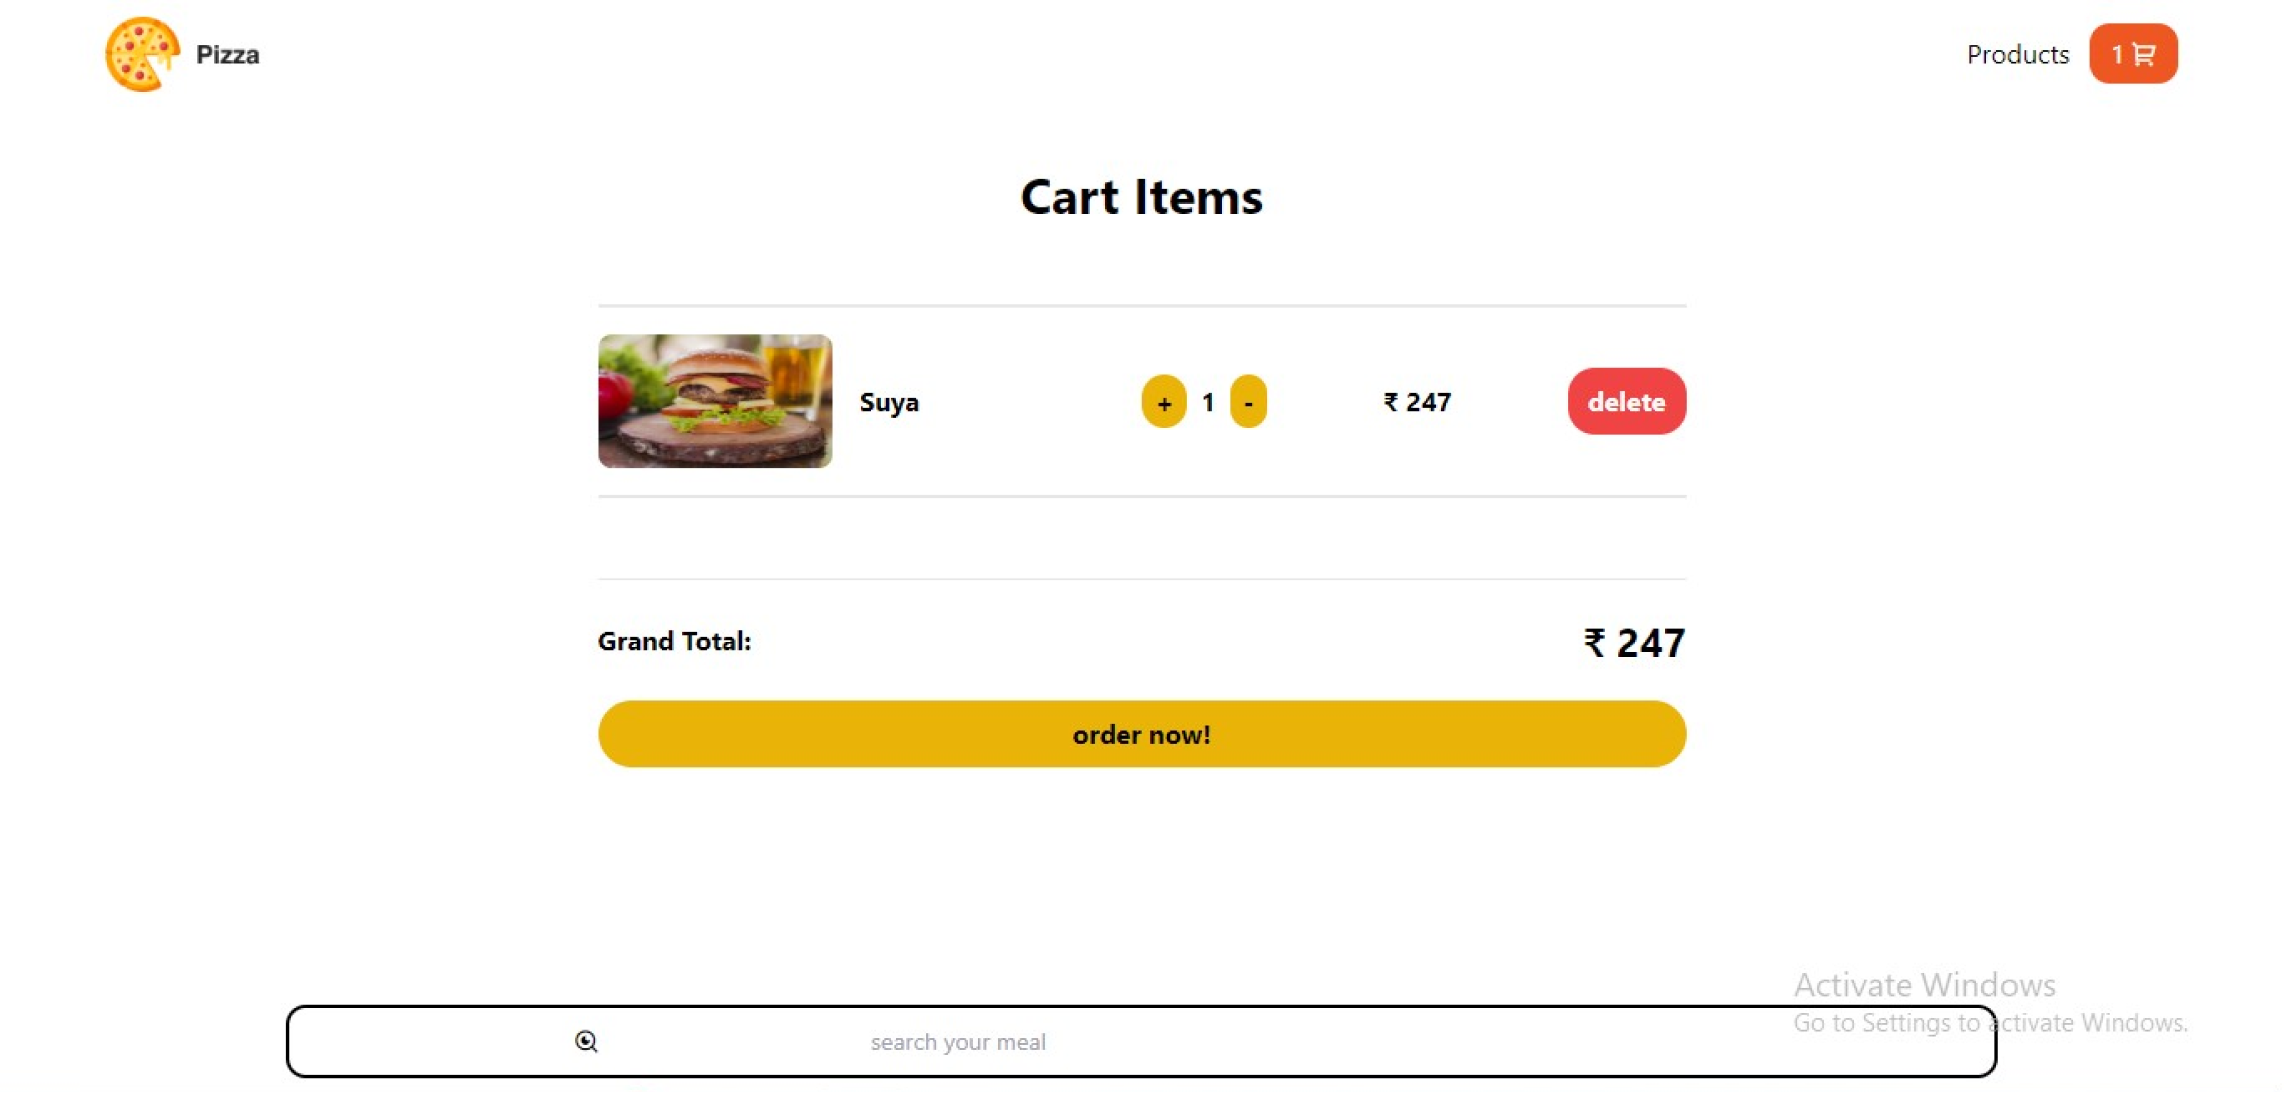 Pizza
Products 1
Cart Items
Suya + 1 - ₹ 247 delete
Grand Total: ₹ 247
order now!
Activate Windows
Go to Settings to activate Windows.
search your meal